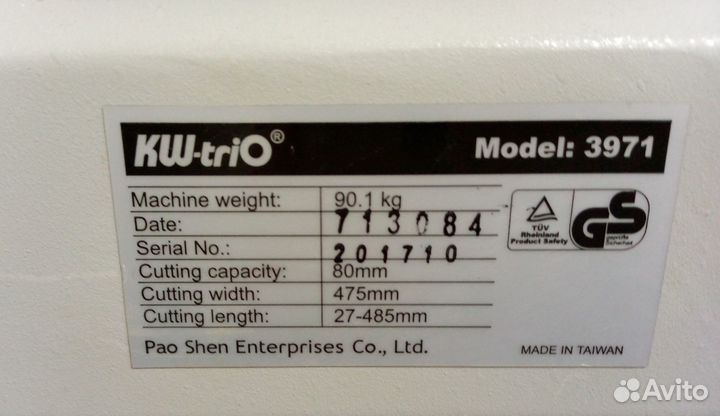 KW-triO® Model: 3971
Machine weight: 90.1 kg
Date: 713084
Serial No.: 201710
Cutting capacity: 80mm
Cutting width: 475mm
Cutting length: 27-485mm
TÜV
Rheinland
Product Safety
GS
geprüfte
Sicherheit
Pao Shen Enterprises Co., Ltd. MADE IN TAIWAN
Avito